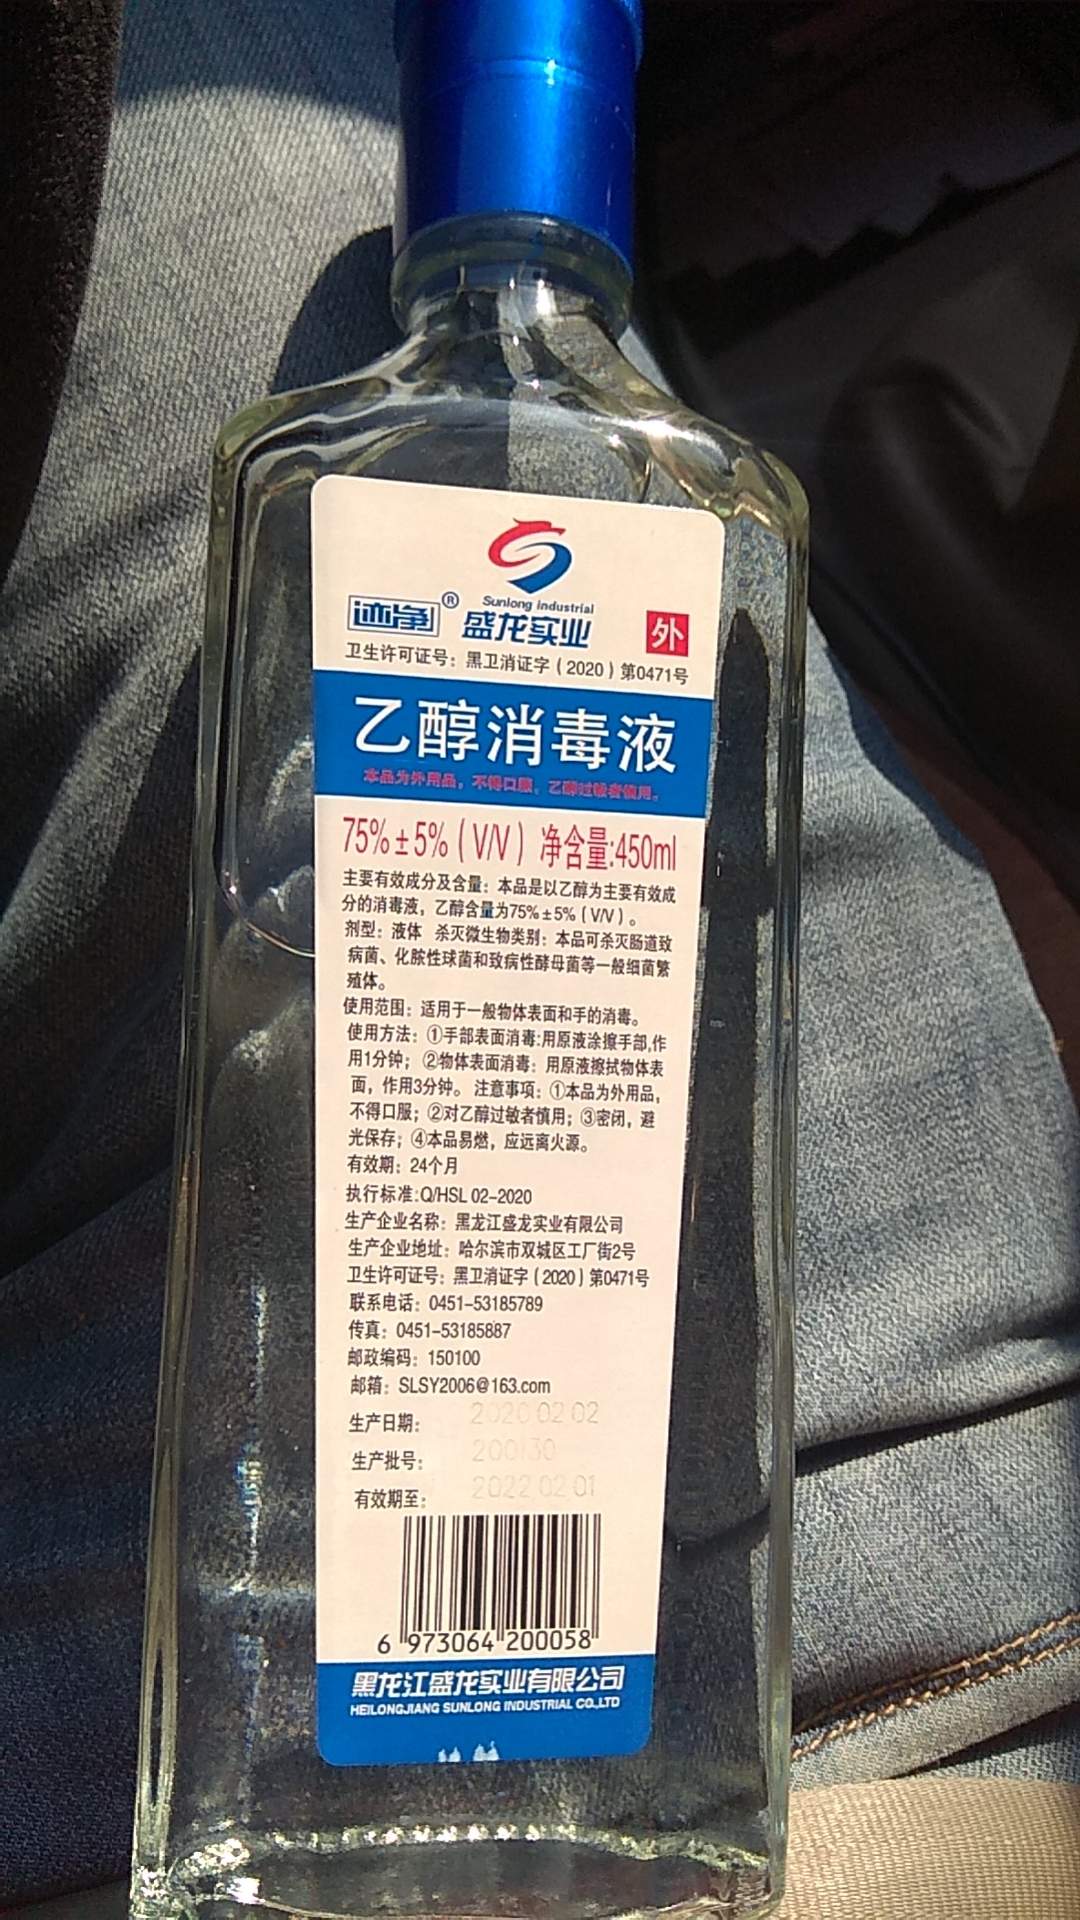 Sunlong Industrial
迹净® 盛龙实业 外
卫生许可证号：黑卫消证字（2020）第0471号
乙醇消毒液
本品为外用品，不得口服。乙醇过敏者慎用。
75%±5%（V/V） 净含量:450ml
主要有效成分及含量：本品是以乙醇为主要有效成
分的消毒液，乙醇含量为75%±5%（V/V）。
剂型：液体 杀灭微生物类别：本品可杀灭肠道致
病菌、化脓性球菌和致病性酵母菌等一般细菌繁
殖体。
使用范围：适用于一般物体表面和手的消毒。
使用方法：①手部表面消毒:用原液涂擦手部,作
用1分钟；②物体表面消毒：用原液擦拭物体表
面，作用3分钟。注意事项：①本品为外用品，
不得口服；②对乙醇过敏者慎用；③密闭，避
光保存；④本品易燃，应远离火源。
有效期：24个月
执行标准:Q/HSL 02-2020
生产企业名称：黑龙江盛龙实业有限公司
生产企业地址：哈尔滨市双城区工厂街2号
卫生许可证号：黑卫消证字（2020）第0471号
联系电话：0451-53185789
传真：0451-53185887
邮政编码：150100
邮箱：SLSY2006@163.com
生产日期： 2020 02 02
生产批号： 200130
有效期至： 2022 02 01
6 973064 200058
黑龙江盛龙实业有限公司
HEILONGJIANG SUNLONG INDUSTRIAL CO.,LTD